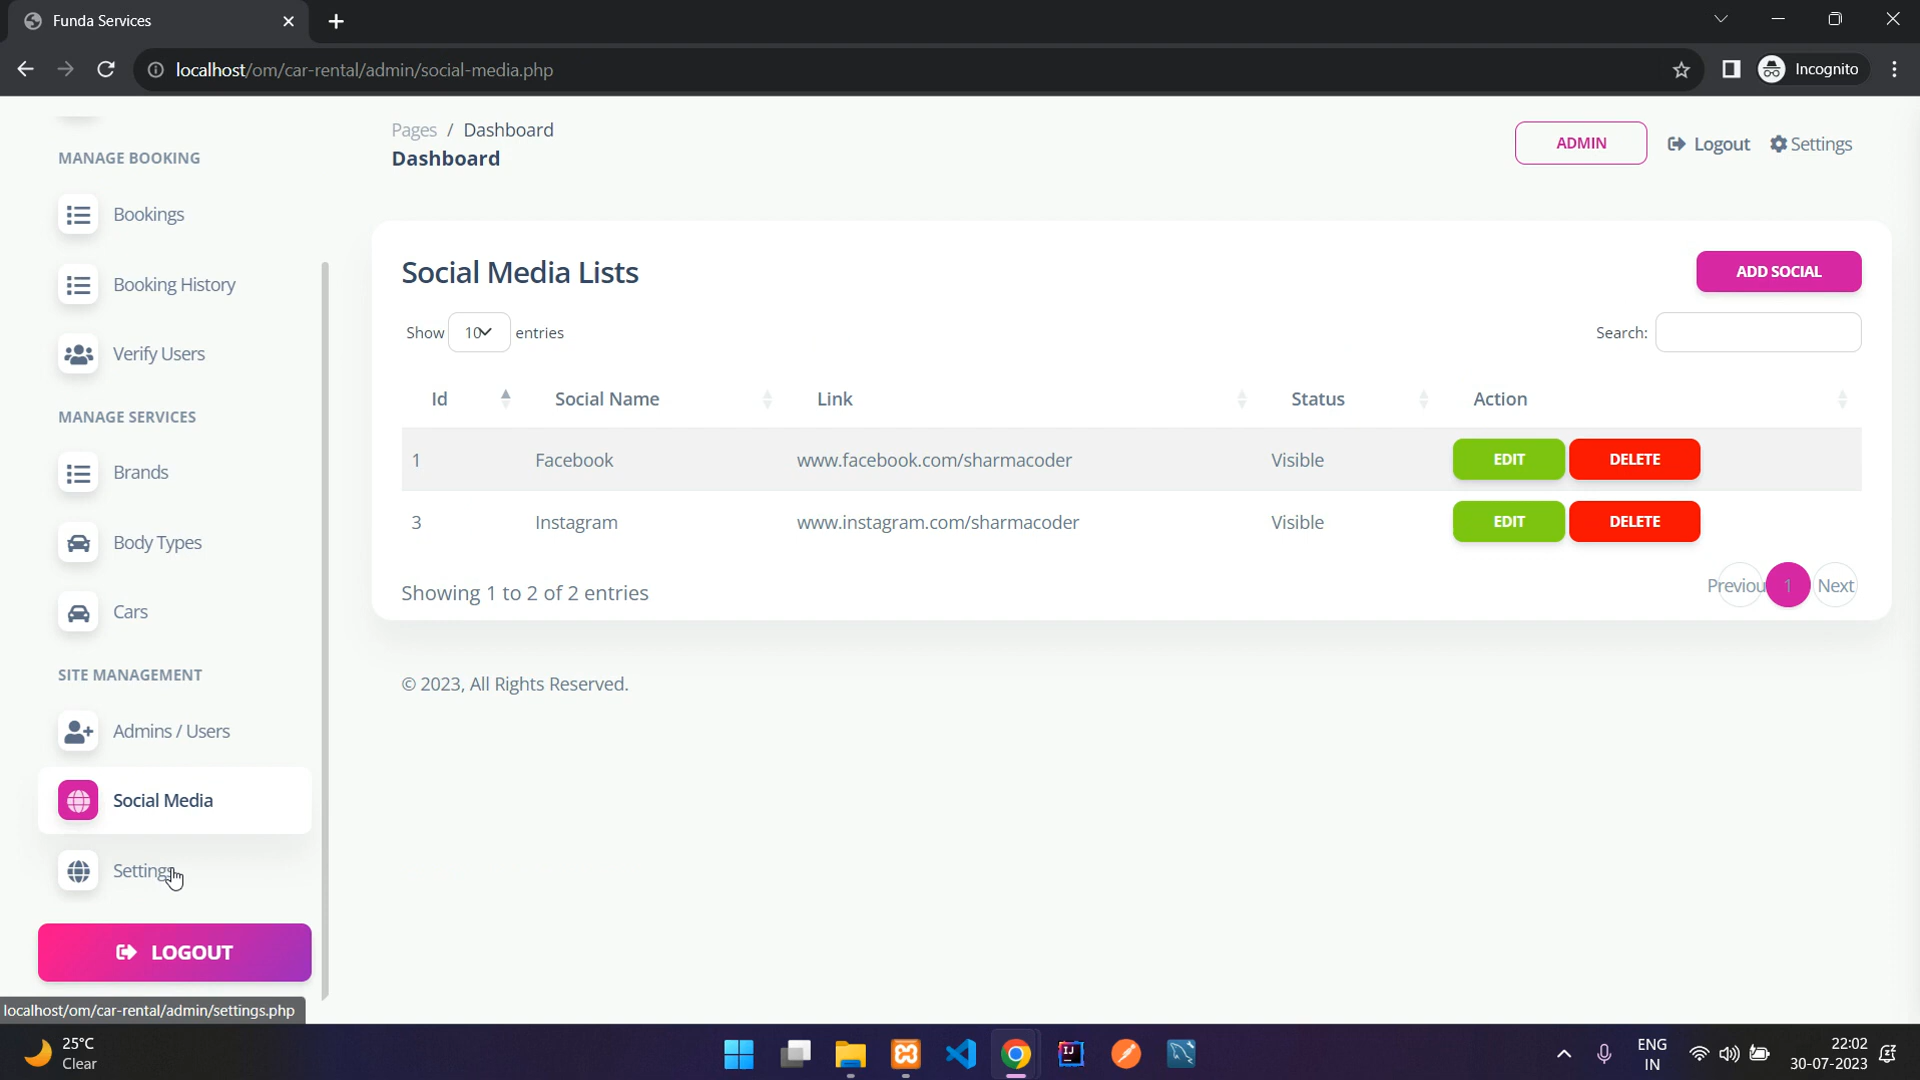 Funda Services
localhost/om/car-rental/admin/social-media.php
Incognito
MANAGE BOOKING
Bookings
Booking History
Verify Users
MANAGE SERVICES
Brands
Body Types
Cars
SITE MANAGEMENT
Admins / Users
Social Media
Settings
LOGOUT
localhost/om/car-rental/admin/settings.php
Pages / Dashboard
Dashboard
ADMIN
Logout
Settings
Social Media Lists
ADD SOCIAL
Show 10 entries
Search:
Id Social Name Link Status Action
1 Facebook www.facebook.com/sharmacoder Visible EDIT DELETE
3 Instagram www.instagram.com/sharmacoder Visible EDIT DELETE
Showing 1 to 2 of 2 entries
Previou 1 Next
© 2023, All Rights Reserved.
25°C
Clear
IJ
ENG
IN
22:02
30-07-2023